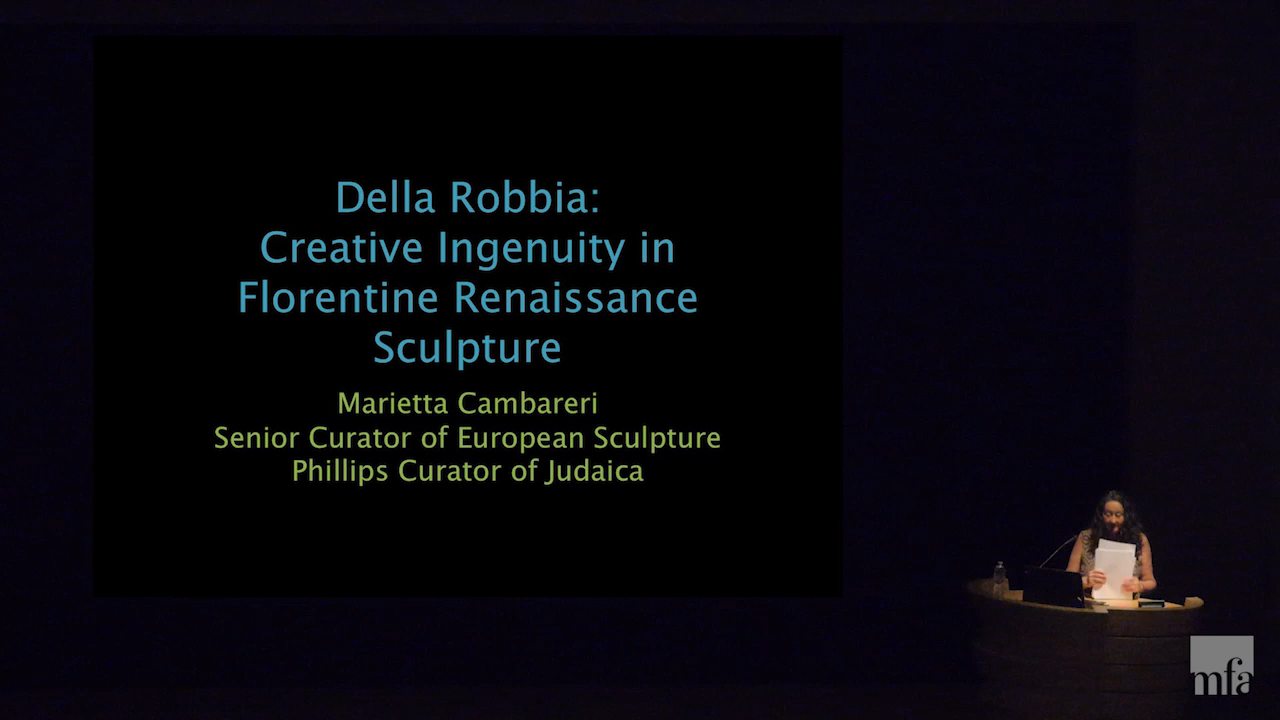 Della Robbia:
Creative Ingenuity in
Florentine Renaissance
Sculpture
Marietta Cambareri
Senior Curator of European Sculpture
Phillips Curator of Judaica
mfa